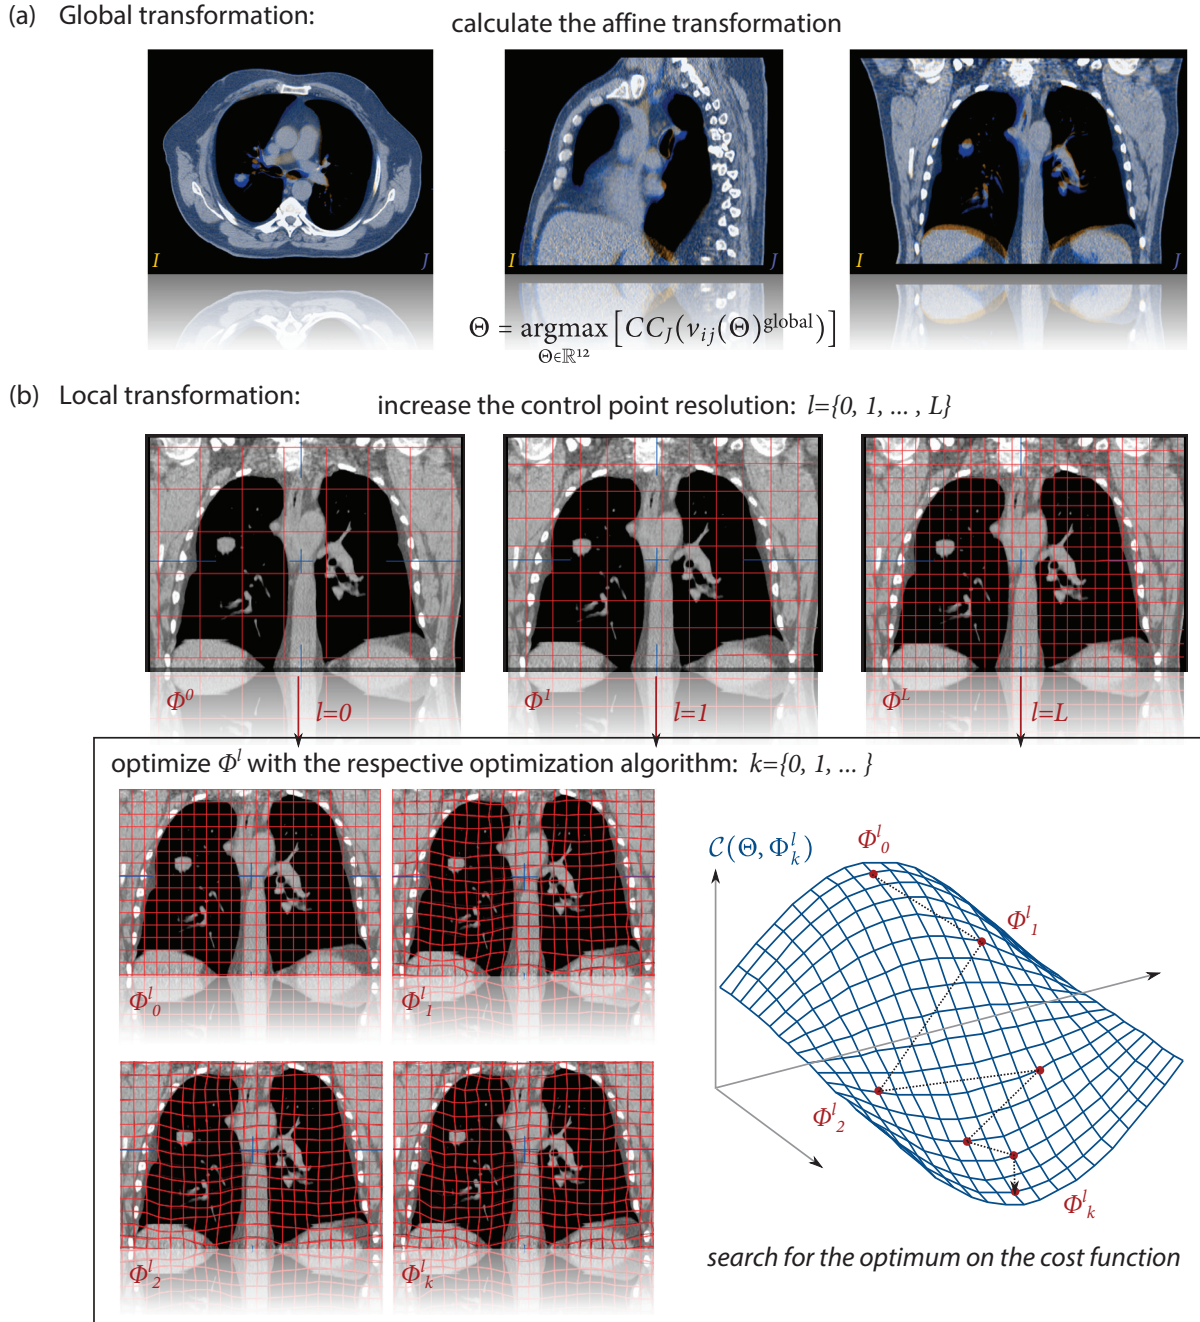 (a) Global transformation:
calculate the affine transformation
I J
I J
I J
Θ = argmax [CC_J(ν_ij(Θ)^global)]
Θ∈ℝ¹²
(b) Local transformation:
increase the control point resolution: l={0, 1, ... , L}
Φ^0 l=0
Φ^1 l=1
Φ^L l=L
optimize Φ^l with the respective optimization algorithm: k={0, 1, ... }
Φ^l_0
Φ^l_1
Φ^l_2
Φ^l_k
C(Θ, Φ^l_k)
Φ^l_0
Φ^l_1
Φ^l_2
Φ^l_k
search for the optimum on the cost function